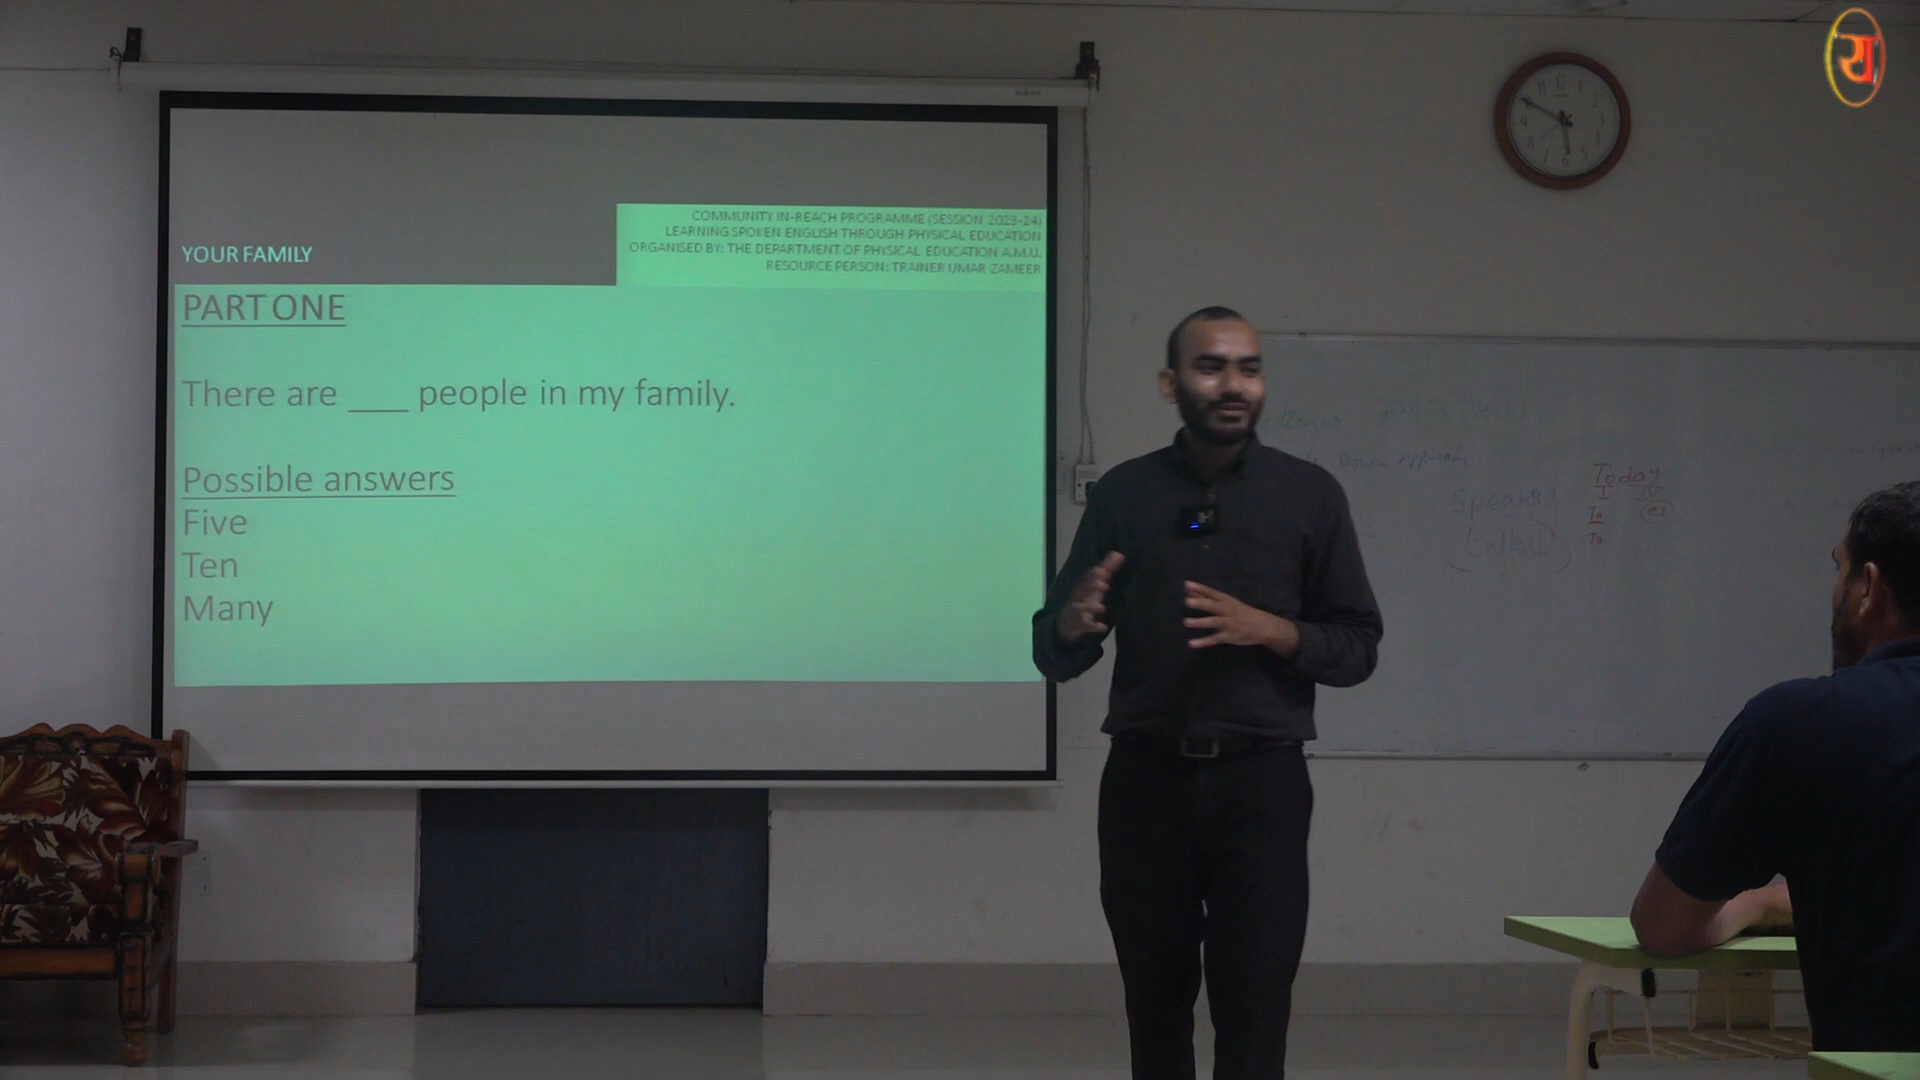 COMMUNITY IN-REACH PROGRAMME (SESSION 2023-24)
LEARNING SPOKEN ENGLISH THROUGH PHYSICAL EDUCATION
ORGANISED BY: THE DEPARTMENT OF PHYSICAL EDUCATION A.M.U.
RESOURCE PERSON: TRAINER UMAR ZAMEER
YOUR FAMILY
PART ONE
There are ___ people in my family.
Possible answers
Five
Ten
Many
Today
रा